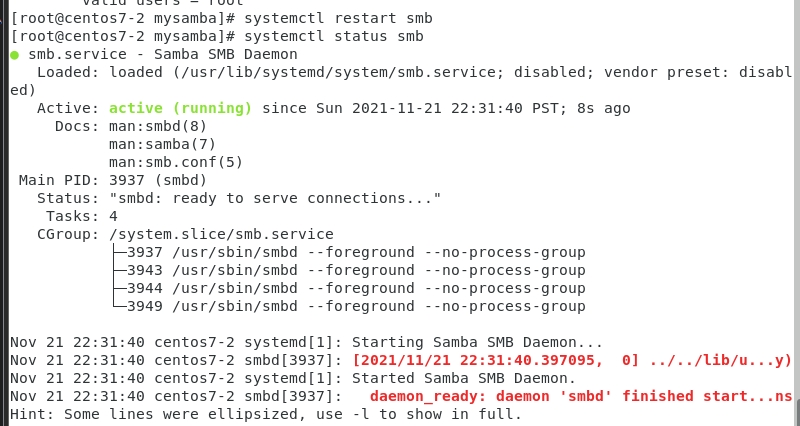 valid users = root
[root@centos7-2 mysamba]# systemctl restart smb
[root@centos7-2 mysamba]# systemctl status smb
● smb.service - Samba SMB Daemon
   Loaded: loaded (/usr/lib/systemd/system/smb.service; disabled; vendor preset: disabl
ed)
   Active: active (running) since Sun 2021-11-21 22:31:40 PST; 8s ago
     Docs: man:smbd(8)
           man:samba(7)
           man:smb.conf(5)
 Main PID: 3937 (smbd)
   Status: "smbd: ready to serve connections..."
    Tasks: 4
   CGroup: /system.slice/smb.service
           ├─3937 /usr/sbin/smbd --foreground --no-process-group
           ├─3943 /usr/sbin/smbd --foreground --no-process-group
           ├─3944 /usr/sbin/smbd --foreground --no-process-group
           └─3949 /usr/sbin/smbd --foreground --no-process-group
Nov 21 22:31:40 centos7-2 systemd[1]: Starting Samba SMB Daemon...
Nov 21 22:31:40 centos7-2 smbd[3937]: [2021/11/21 22:31:40.397095,  0] ../../lib/u...y)
Nov 21 22:31:40 centos7-2 systemd[1]: Started Samba SMB Daemon.
Nov 21 22:31:40 centos7-2 smbd[3937]:   daemon_ready: daemon 'smbd' finished start...ns
Hint: Some lines were ellipsized, use -l to show in full.